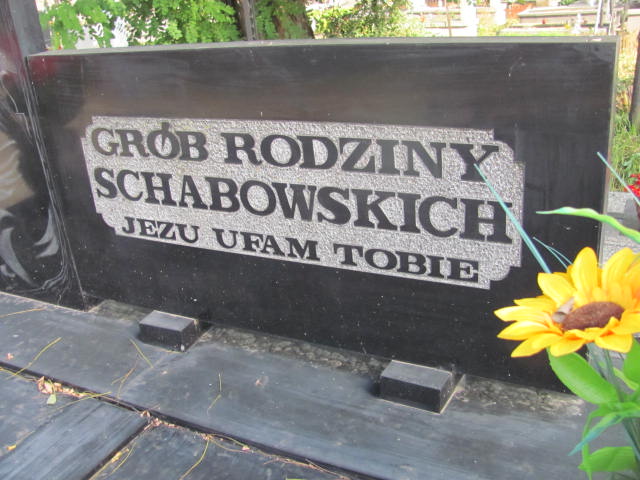 GRÓB RODZINY
SCHABOWSKICH
JEZU UFAM TOBIE